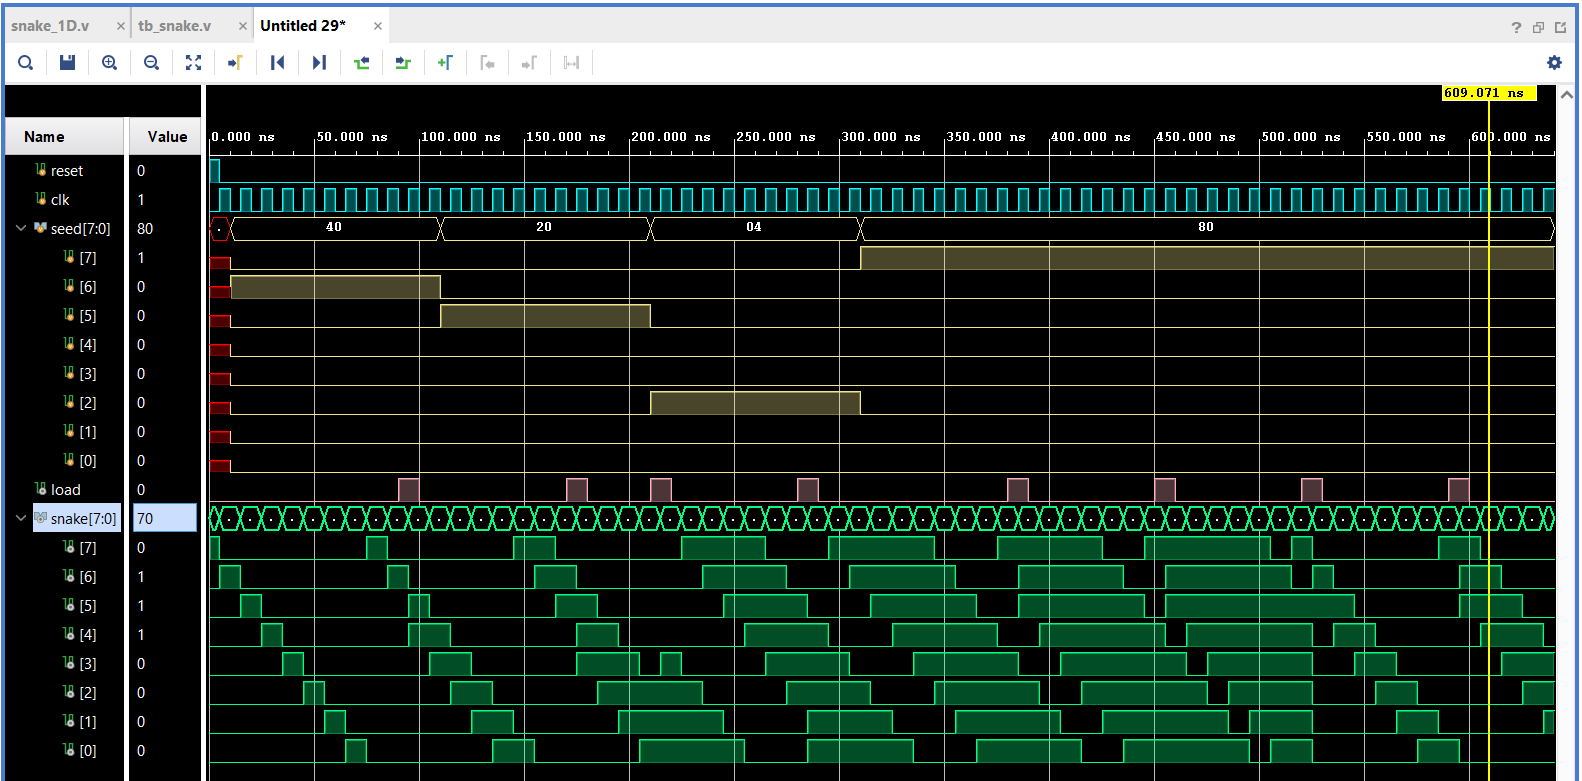 snake_1D.v × tb_snake.v × Untitled 29* ×
609.071 ns
Name Value
0.000 ns 50.000 ns 100.000 ns 150.000 ns 200.000 ns 250.000 ns 300.000 ns 350.000 ns 400.000 ns 450.000 ns 500.000 ns 550.000 ns 600.000 ns
reset 0
clk 1
seed[7:0] 80 40 20 04 80
[7] 1
[6] 0
[5] 0
[4] 0
[3] 0
[2] 0
[1] 0
[0] 0
load 0
snake[7:0] 70
[7] 0
[6] 1
[5] 1
[4] 1
[3] 0
[2] 0
[1] 0
[0] 0